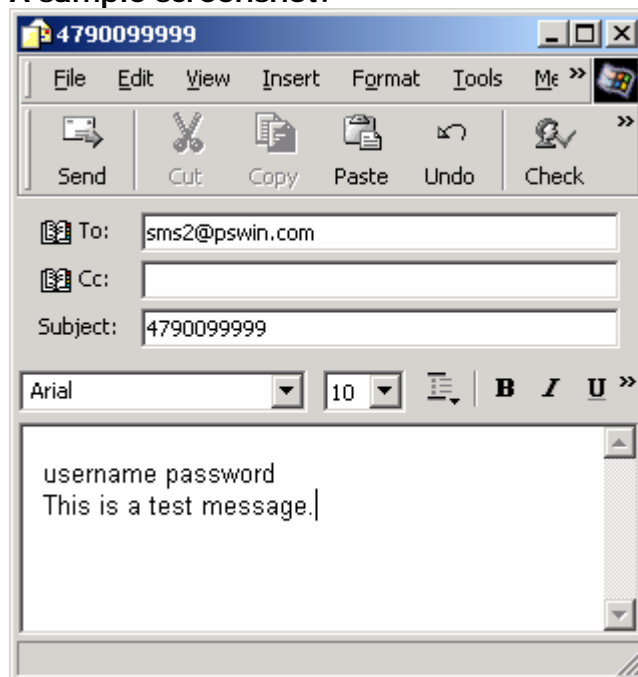 A sample screenshot:
4790099999
File Edit View Insert Format Tools Me »
Send Cut Copy Paste Undo Check »
To: sms2@pswin.com
Cc:
Subject: 4790099999
Arial 10 B I U »
username password
This is a test message.